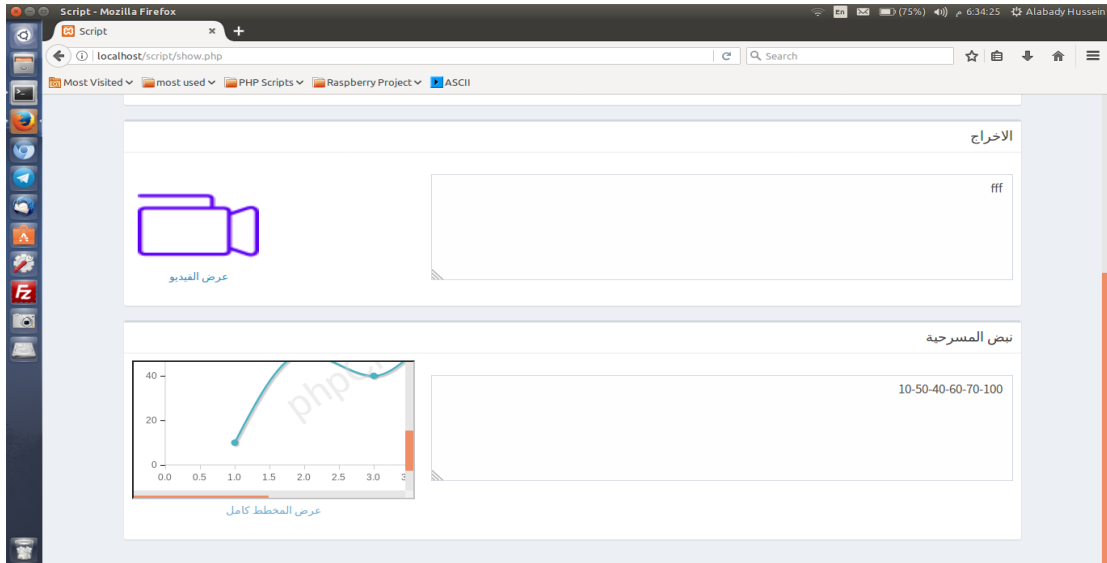 Script - Mozilla Firefox
En
(75%)
م 6:34:25
Alabady Hussein
Script
localhost/script/show.php
Search
Most Visited
most used
PHP Scripts
Raspberry Project
ASCII
الاخراج
fff
عرض الفيديو
نبض المسرحية
10-50-40-60-70-100
40
20
0
0.0 0.5 1.0 1.5 2.0 2.5 3.0
عرض المخطط كامل